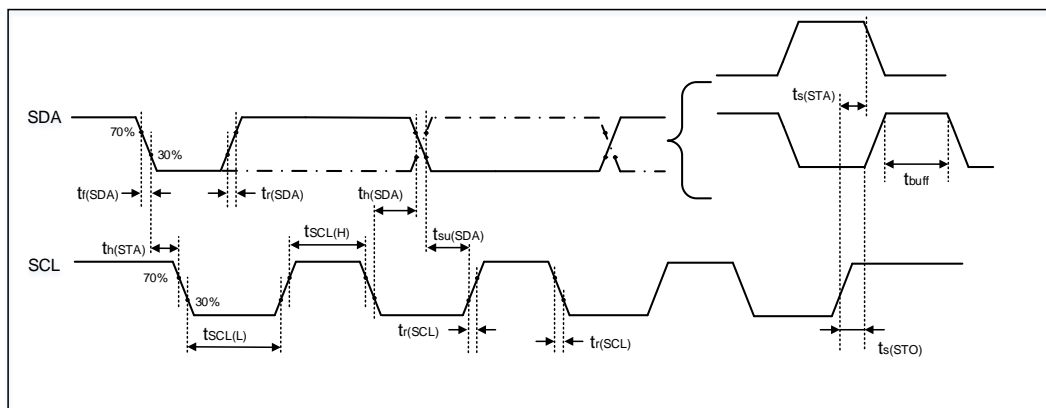 ts(STA)
SDA
70%
30%
tf(SDA)
tr(SDA)
th(SDA)
tbuff
th(STA)
tSCL(H)
tsu(SDA)
SCL
70%
30%
tSCL(L)
tr(SCL)
tr(SCL)
ts(STO)